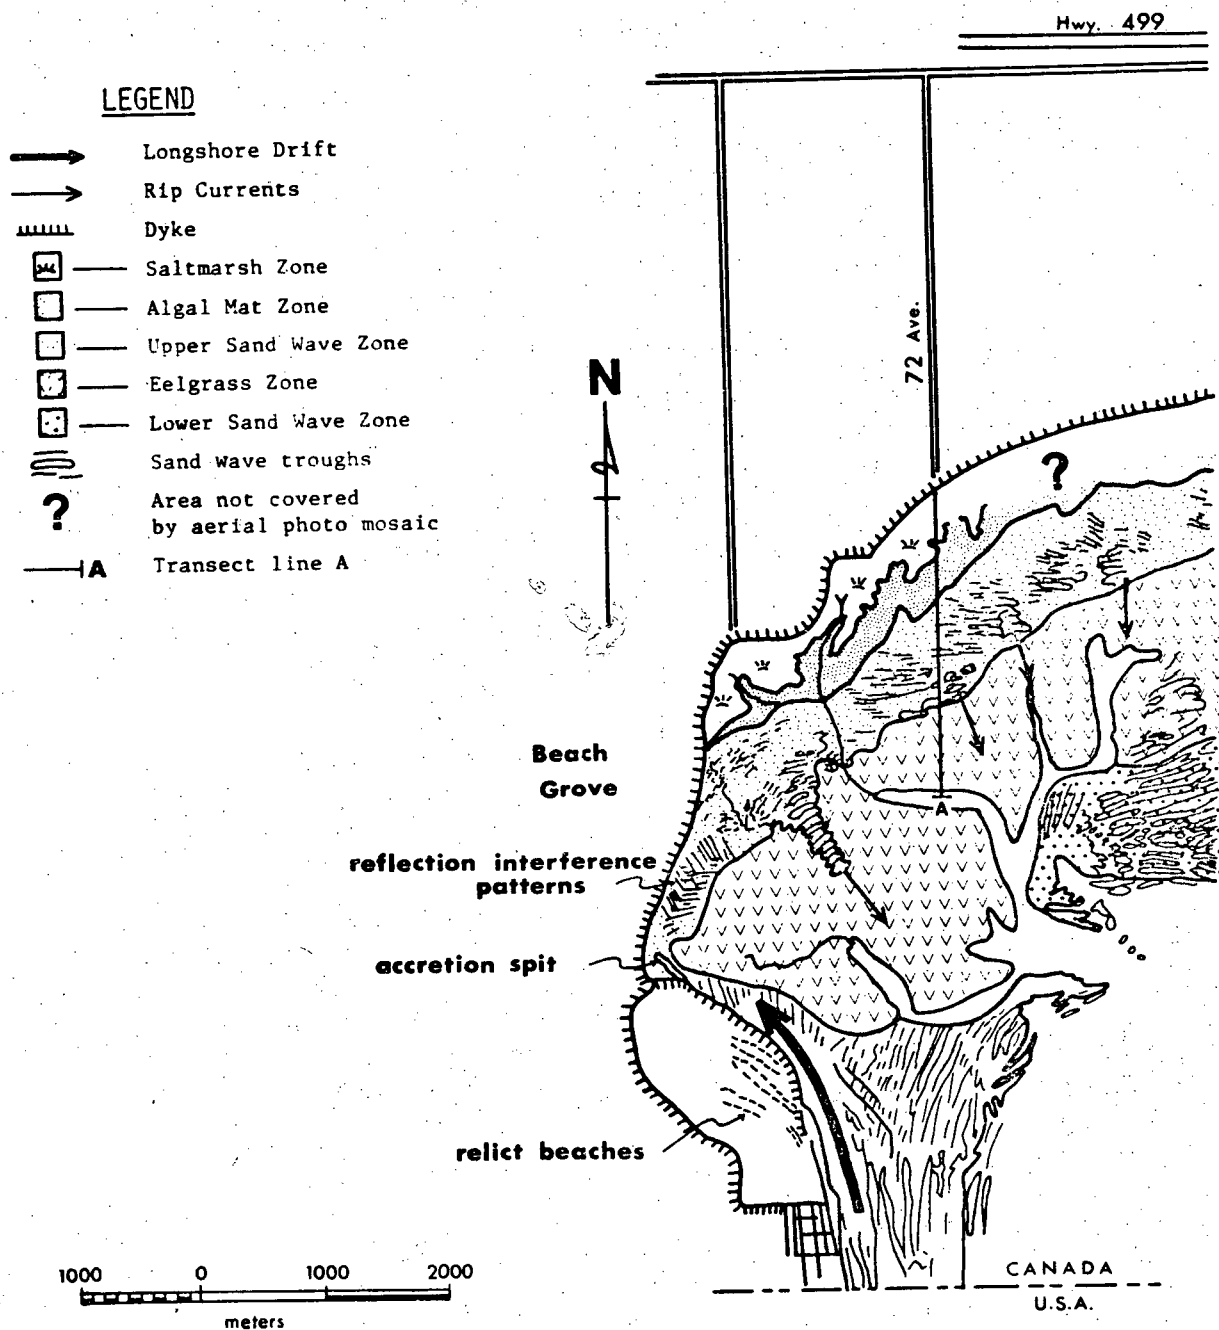 Hwy. 499
LEGEND
Longshore Drift
Rip Currents
Dyke
Saltmarsh Zone
Algal Mat Zone
Upper Sand Wave Zone
Eelgrass Zone
Lower Sand Wave Zone
Sand wave troughs
? Area not covered
by aerial photo mosaic
A Transect line A
N
72 Ave.
?
Beach
Grove
A
reflection interference
patterns
accretion spit
relict beaches
1000 0 1000 2000
meters
CANADA
U.S.A.